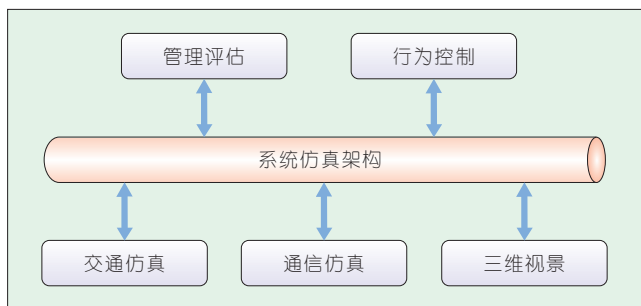 管理评估
行为控制
系统仿真架构
交通仿真
通信仿真
三维视景